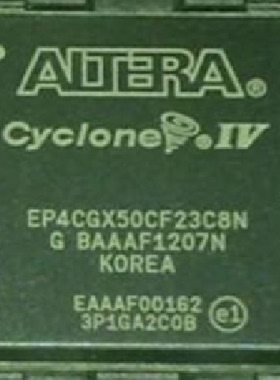 ALTERA®
Cyclone®IV
EP4CGX50CF23C8N
G BAAAF1207N
KOREA
EAAAF00162
3P1GA2C0B e1